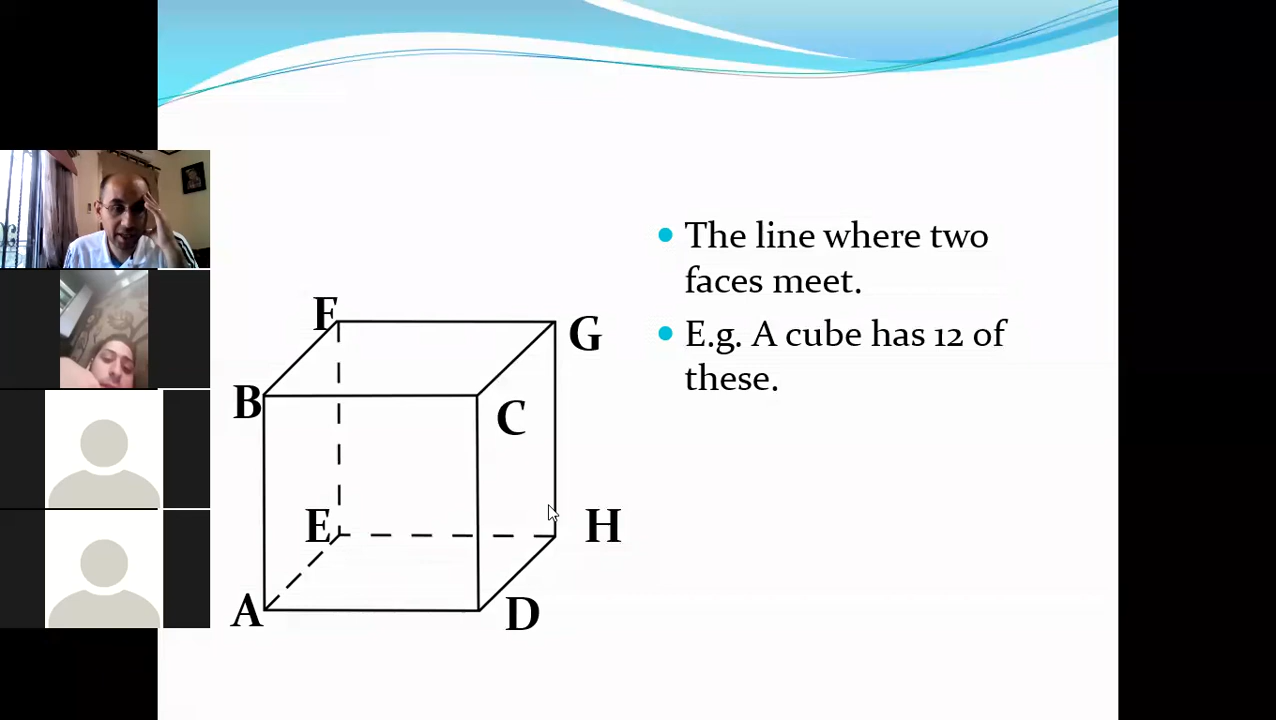 The line where two
faces meet.
E.g. A cube has 12 of
these.
F
G
B
C
E
H
A
D